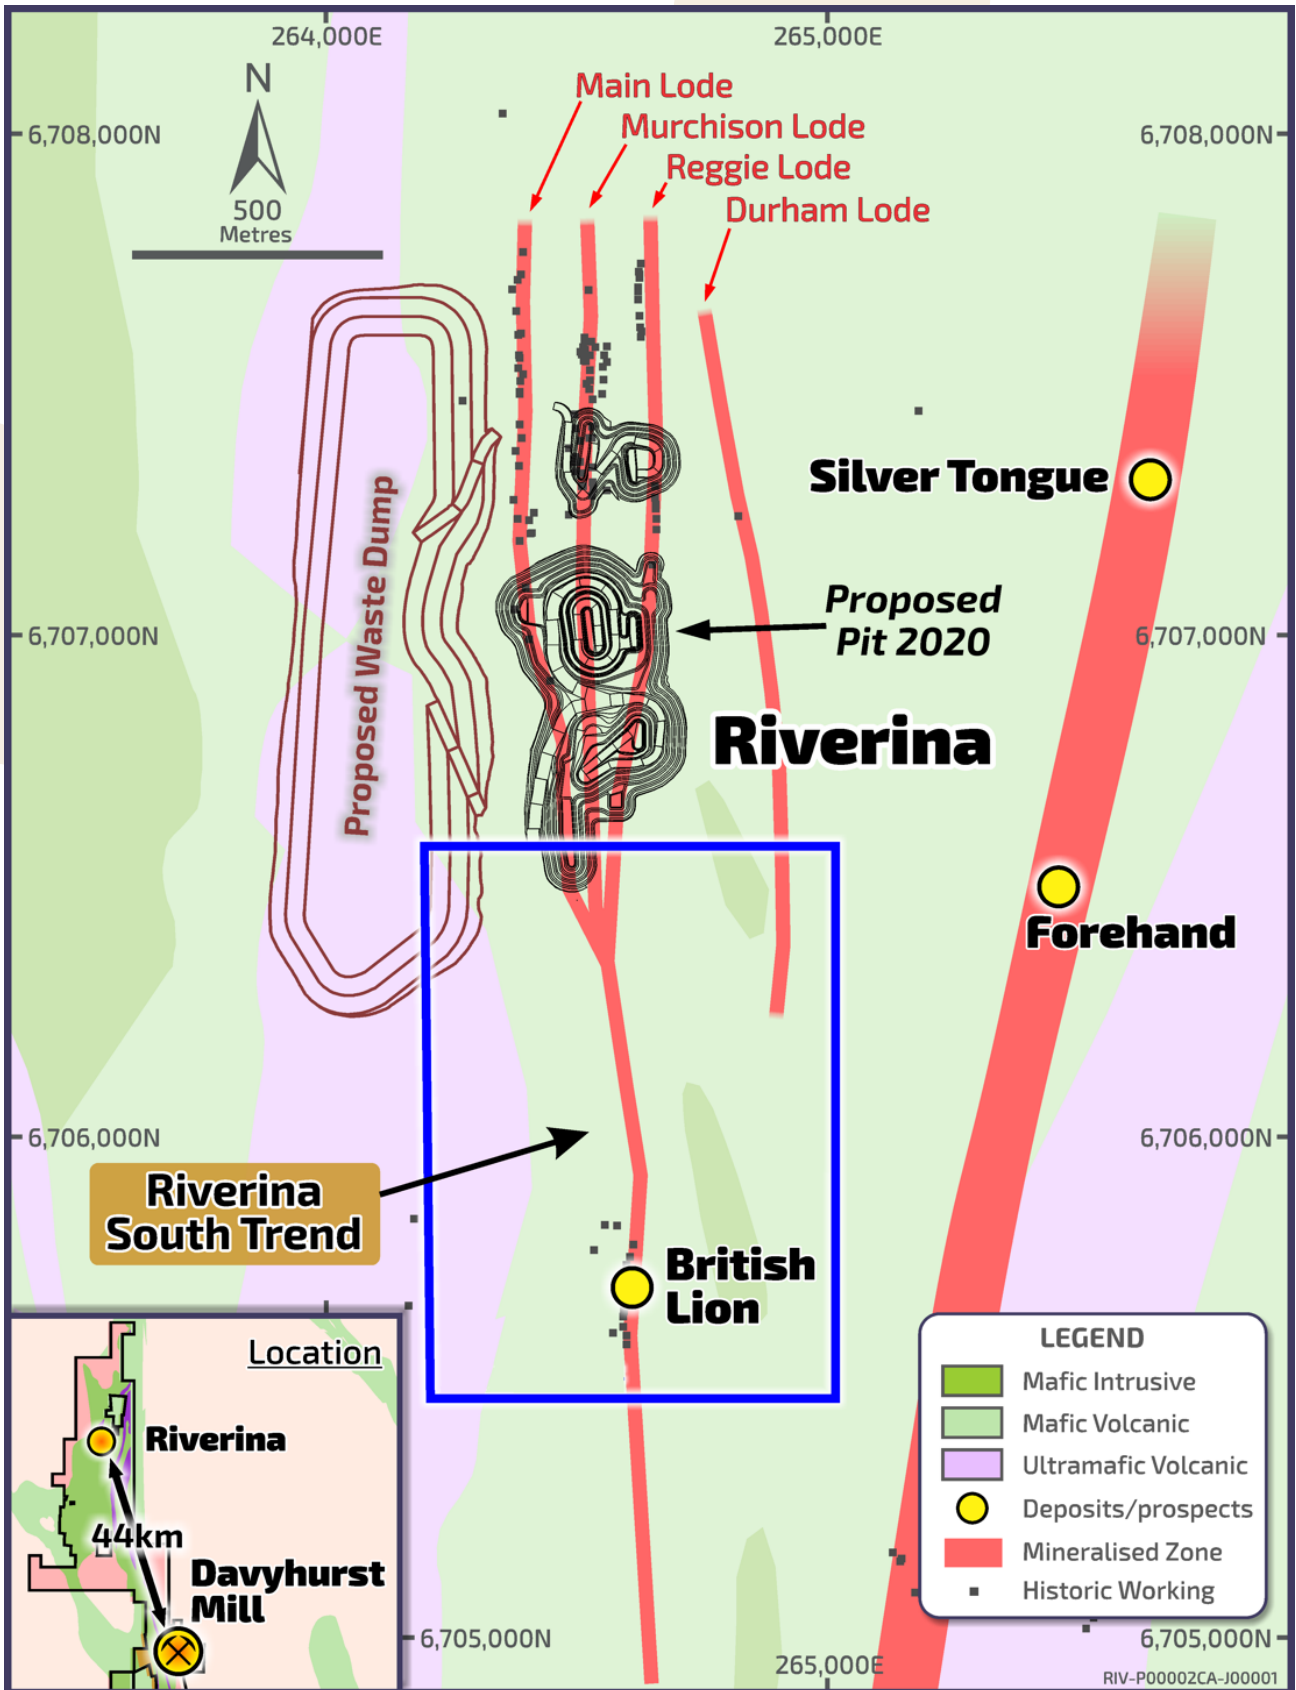 264,000E
265,000E
N
500
Metres
6,708,000N
6,708,000N
Main Lode
Murchison Lode
Reggie Lode
Durham Lode
Silver Tongue
Proposed
Pit 2020
Proposed Waste Dump
6,707,000N
6,707,000N
Riverina
Forehand
6,706,000N
6,706,000N
Riverina
South Trend
British
Lion
Location
Riverina
44km
Davyhurst
Mill
LEGEND
Mafic Intrusive
Mafic Volcanic
Ultramafic Volcanic
Deposits/prospects
Mineralised Zone
Historic Working
6,705,000N
6,705,000N
265,000E
RIV-P00002CA-J00001